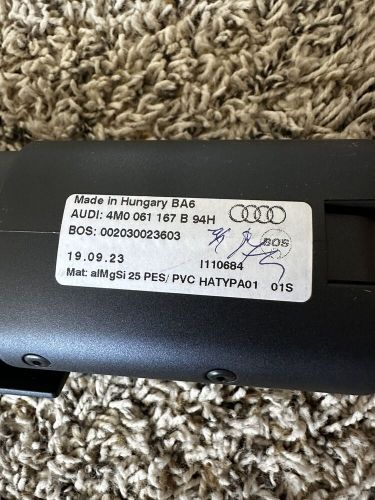 Made in Hungary BA6
AUDI: 4M0 061 167 B 94H
BOS: 002030023603
BOS
19.09.23
I110684
Mat: alMgSi 25 PES/ PVC HATYPA01 01S